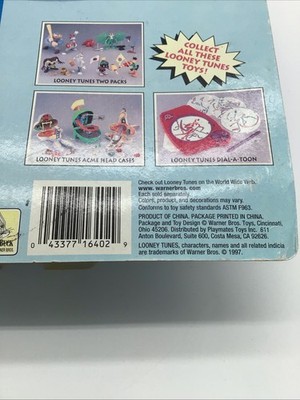 COLLECT
ALL THESE
LOONEY TUNES
TOYS!
LOONEY TUNES TWO PACKS
LOONEY TUNES ACME HEAD CASES
LOONEY TUNES DIAL-A-TOON
Check out Looney Tunes on the World Wide Web.
www.warnerbros.com
Each sold separately.
Colors, product, and decorations may vary.
Conforms to toy safety standards ASTM F963.
PRODUCT OF CHINA. PACKAGE PRINTED IN CHINA.
Package and Toy Design © Warner Bros. Toys, Cincinnati,
Ohio 45206. Distributed by Playmates Toys Inc. 611
Anton Boulevard, Suite 600, Costa Mesa, CA 92626.
LOONEY TUNES, characters, names and all related indicia
are trademarks of Warner Bros. © 1997.
0 43377 16402 9